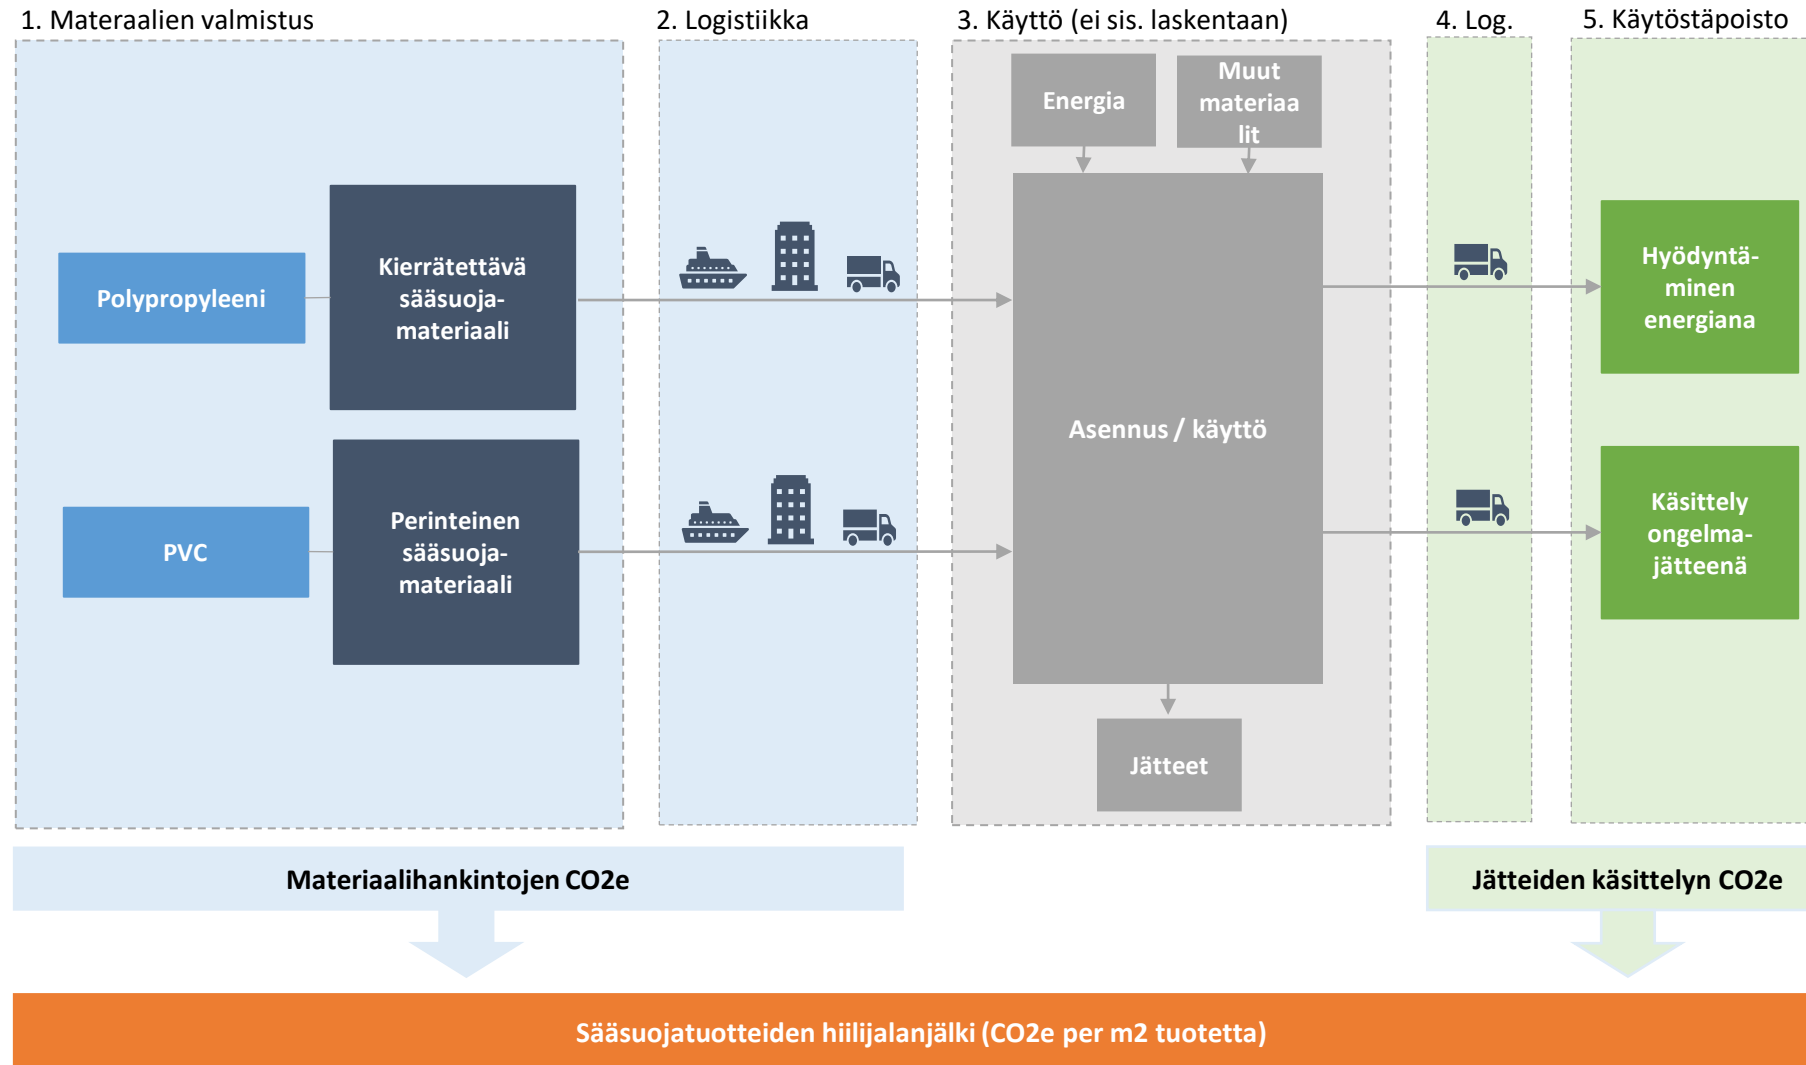 1. Materaalien valmistus
2. Logistiikka
3. Käyttö (ei sis. laskentaan)
4. Log.
5. Käytöstäpoisto
Energia
Muut
materiaa
lit
Polypropyleeni
Kierrätettävä
sääsuoja-
materiaali
Hyödyntä-
minen
energiana
Asennus / käyttö
PVC
Perinteinen
sääsuoja-
materiaali
Käsittely
ongelma-
jätteenä
Jätteet
Materiaalihankintojen CO2e
Jätteiden käsittelyn CO2e
Sääsuojatuotteiden hiilijalanjälki (CO2e per m2 tuotetta)